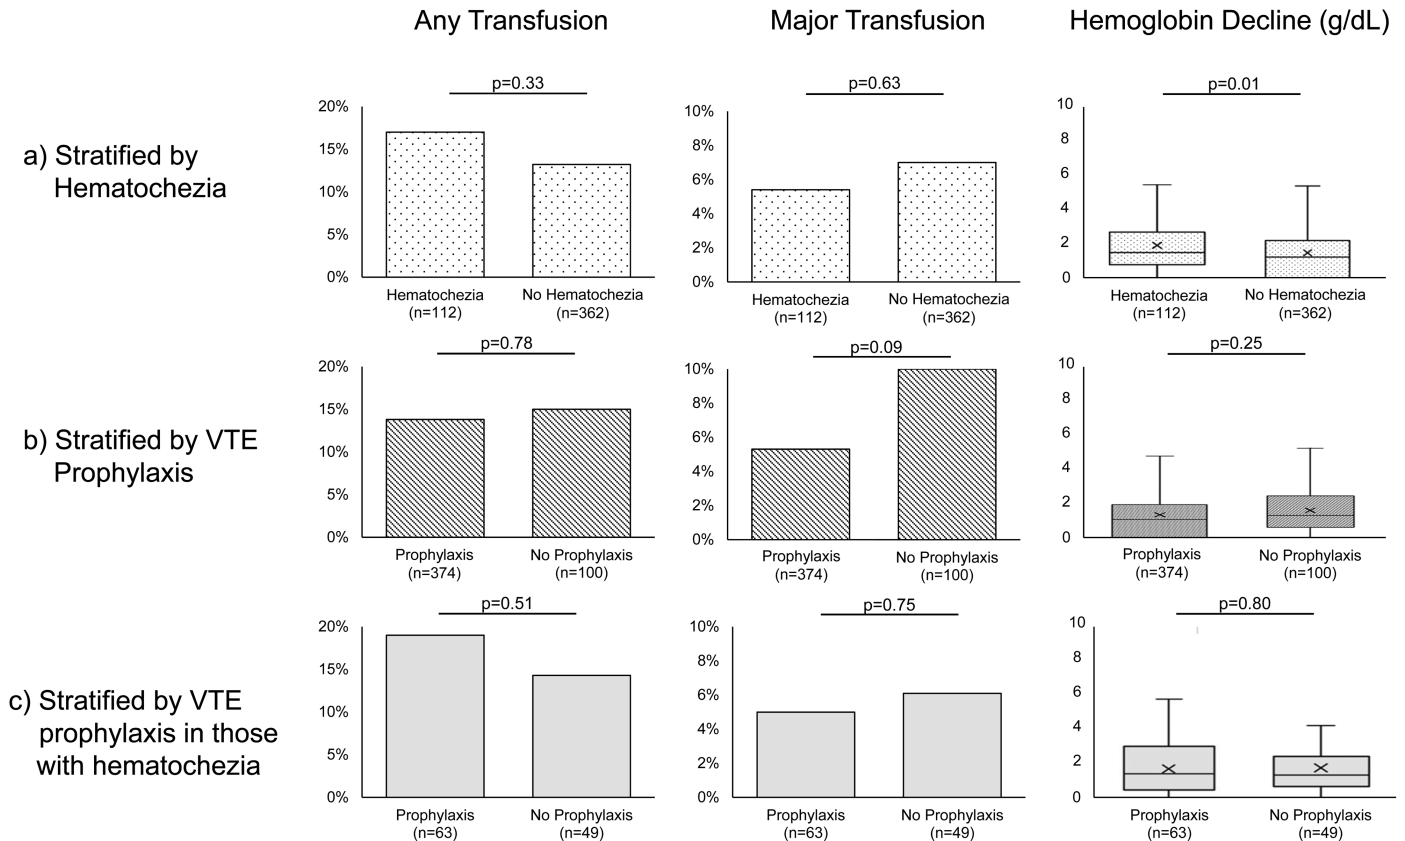 Any Transfusion
Major Transfusion
Hemoglobin Decline (g/dL)
a) Stratified by
Hematochezia
p=0.33
20%
15%
10%
5%
0%
Hematochezia
(n=112)
No Hematochezia
(n=362)
p=0.63
10%
8%
6%
4%
2%
0%
Hematochezia
(n=112)
No Hematochezia
(n=362)
p=0.01
10
8
6
4
2
0
Hematochezia
(n=112)
No Hematochezia
(n=362)
b) Stratified by VTE
Prophylaxis
p=0.78
20%
15%
10%
5%
0%
Prophylaxis
(n=374)
No Prophylaxis
(n=100)
p=0.09
10%
8%
6%
4%
2%
0%
Prophylaxis
(n=374)
No Prophylaxis
(n=100)
p=0.25
10
8
6
4
2
0
Prophylaxis
(n=374)
No Prophylaxis
(n=100)
c) Stratified by VTE
prophylaxis in those
with hematochezia
p=0.51
20%
15%
10%
5%
0%
Prophylaxis
(n=63)
No Prophylaxis
(n=49)
p=0.75
10%
8%
6%
4%
2%
0%
Prophylaxis
(n=63)
No Prophylaxis
(n=49)
p=0.80
10
8
6
4
2
0
Prophylaxis
(n=63)
No Prophylaxis
(n=49)